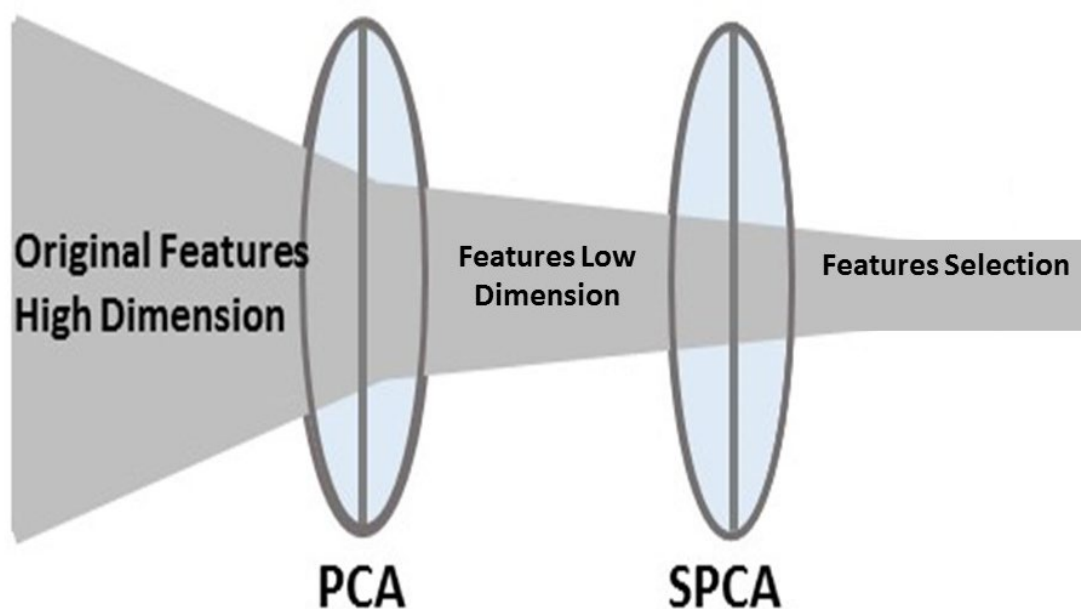 Original Features
High Dimension
Features Low
Dimension
Features Selection
PCA
SPCA